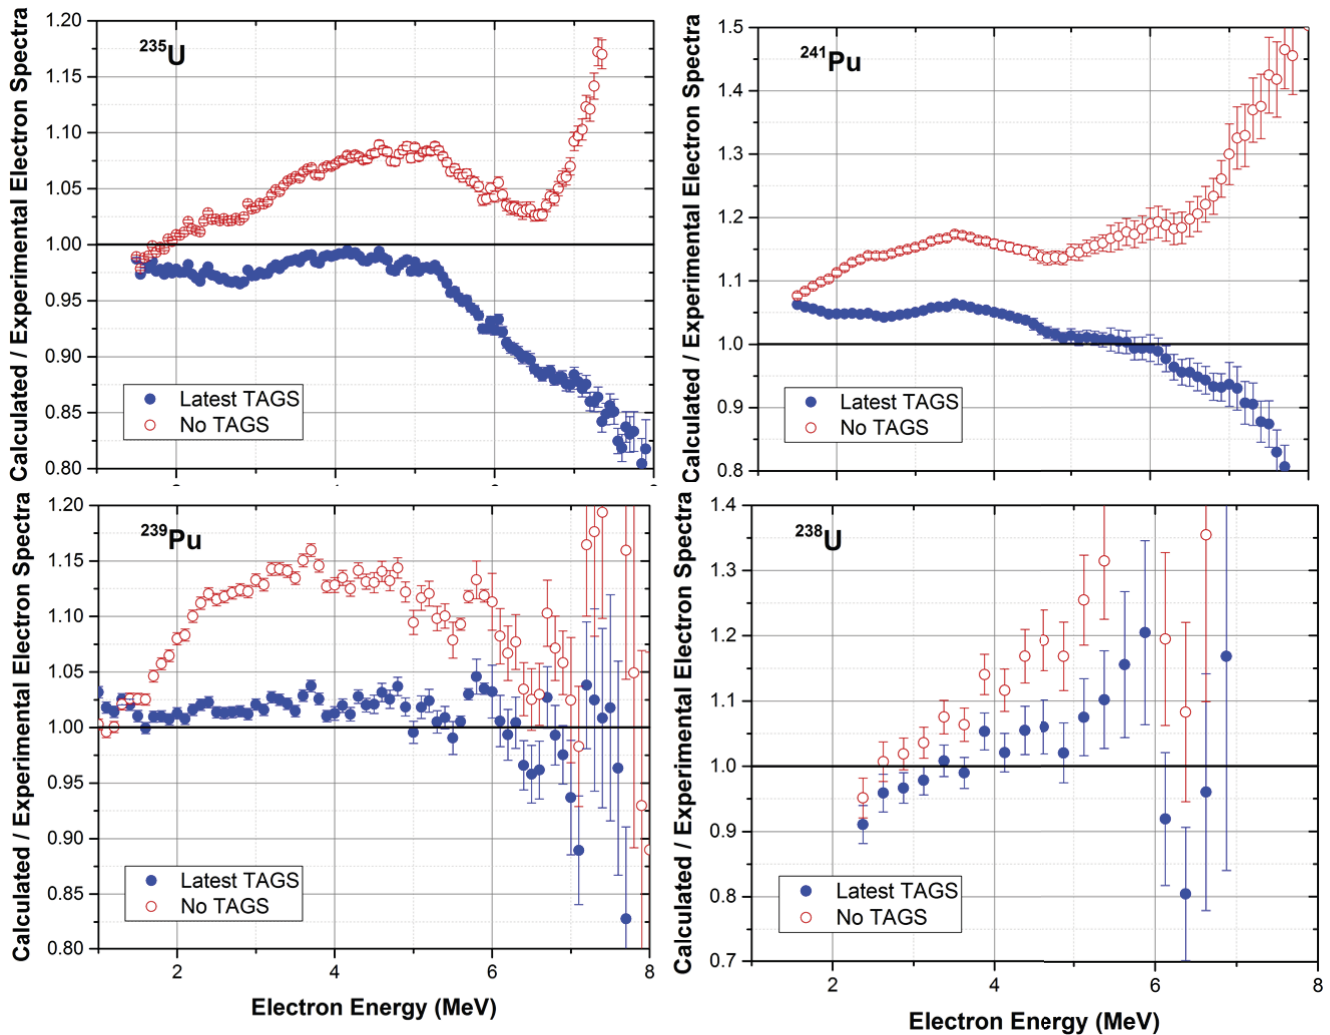 Calculated / Experimental Electron Spectra
1.20
1.15
1.10
1.05
1.00
0.95
0.90
0.85
0.80
²³⁵U
Latest TAGS
No TAGS
Calculated / Experimental Electron Spectra
1.5
1.4
1.3
1.2
1.1
1.0
0.9
0.8
²⁴¹Pu
Latest TAGS
No TAGS
Calculated / Experimental Electron Spectra
1.20
1.15
1.10
1.05
1.00
0.95
0.90
0.85
0.80
²³⁹Pu
Latest TAGS
No TAGS
2 4 6 8
Electron Energy (MeV)
Calculated / Experimental Electron Spectra
1.4
1.3
1.2
1.1
1.0
0.9
0.8
0.7
²³⁸U
Latest TAGS
No TAGS
2 4 6 8
Electron Energy (MeV)